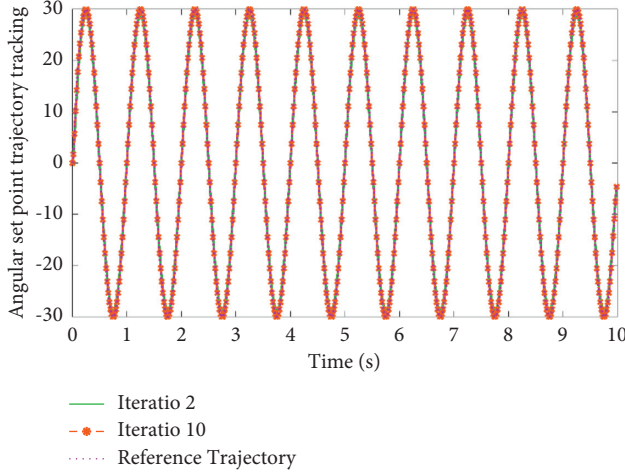 Angular set point trajectory tracking
30
20
10
0
-10
-20
-30
0 1 2 3 4 5 6 7 8 9 10
Time (s)
Iteratio 2
Iteratio 10
Reference Trajectory